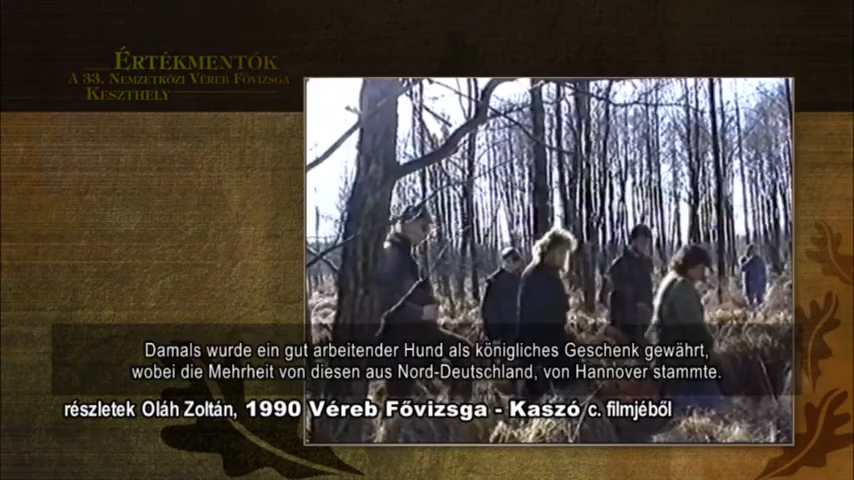 Értékmentők
A 33. Nemzetközi Véreb Fővizsga
Keszthely
Damals wurde ein gut arbeitender Hund als königliches Geschenk gewährt,
wobei die Mehrheit von diesen aus Nord-Deutschland, von Hannover stammte.
részletek Oláh Zoltán, 1990 Véreb Fővizsga - Kaszó c. filmjéből